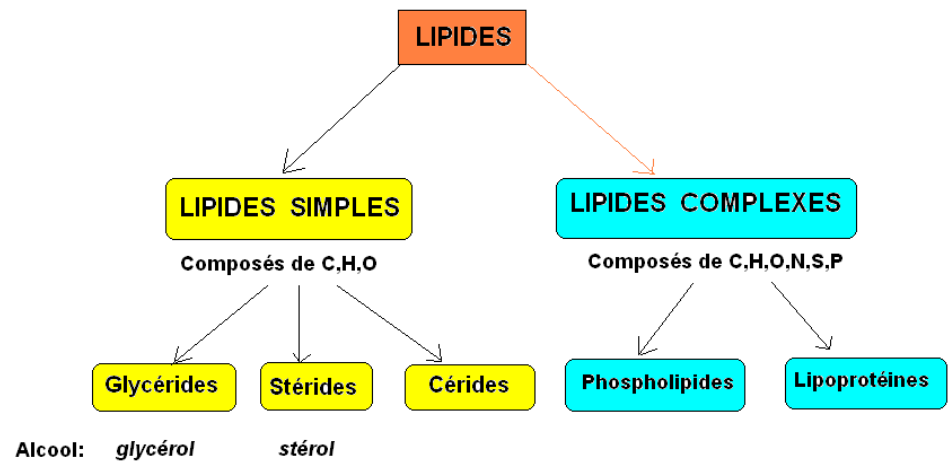 LIPIDES
LIPIDES SIMPLES
LIPIDES COMPLEXES
Composés de C,H,O
Composés de C,H,O,N,S,P
Glycérides
Stérides
Cérides
Phospholipides
Lipoprotéines
Alcool: glycérol stérol